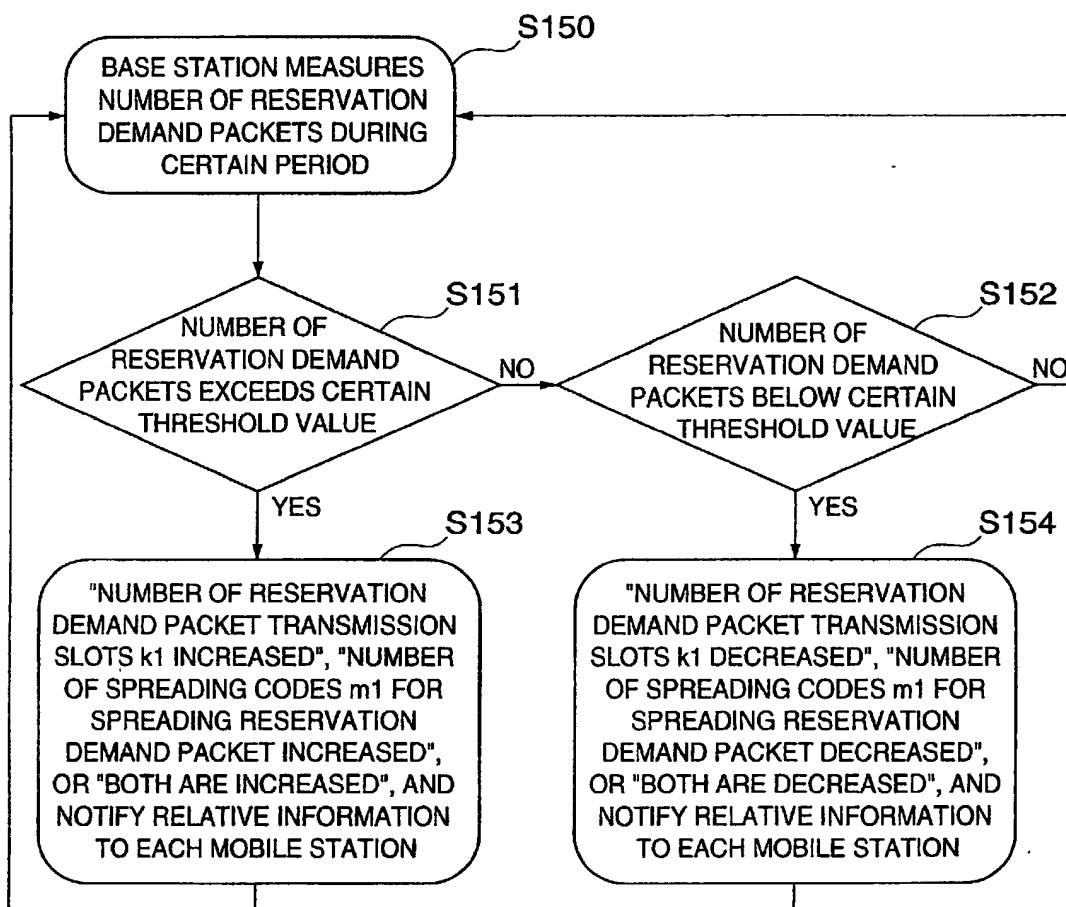 S150
BASE STATION MEASURES
NUMBER OF RESERVATION
DEMAND PACKETS DURING
CERTAIN PERIOD
S151
NUMBER OF
RESERVATION DEMAND
PACKETS EXCEEDS CERTAIN
THRESHOLD VALUE
NO
YES
S152
NUMBER OF
RESERVATION DEMAND
PACKETS BELOW CERTAIN
THRESHOLD VALUE
NO
YES
S153
"NUMBER OF RESERVATION
DEMAND PACKET TRANSMISSION
SLOTS k1 INCREASED", "NUMBER
OF SPREADING CODES m1 FOR
SPREADING RESERVATION
DEMAND PACKET INCREASED",
OR "BOTH ARE INCREASED", AND
NOTIFY RELATIVE INFORMATION
TO EACH MOBILE STATION
S154
"NUMBER OF RESERVATION
DEMAND PACKET TRANSMISSION
SLOTS k1 DECREASED", "NUMBER
OF SPREADING CODES m1 FOR
SPREADING RESERVATION
DEMAND PACKET DECREASED",
OR "BOTH ARE DECREASED", AND
NOTIFY RELATIVE INFORMATION
TO EACH MOBILE STATION